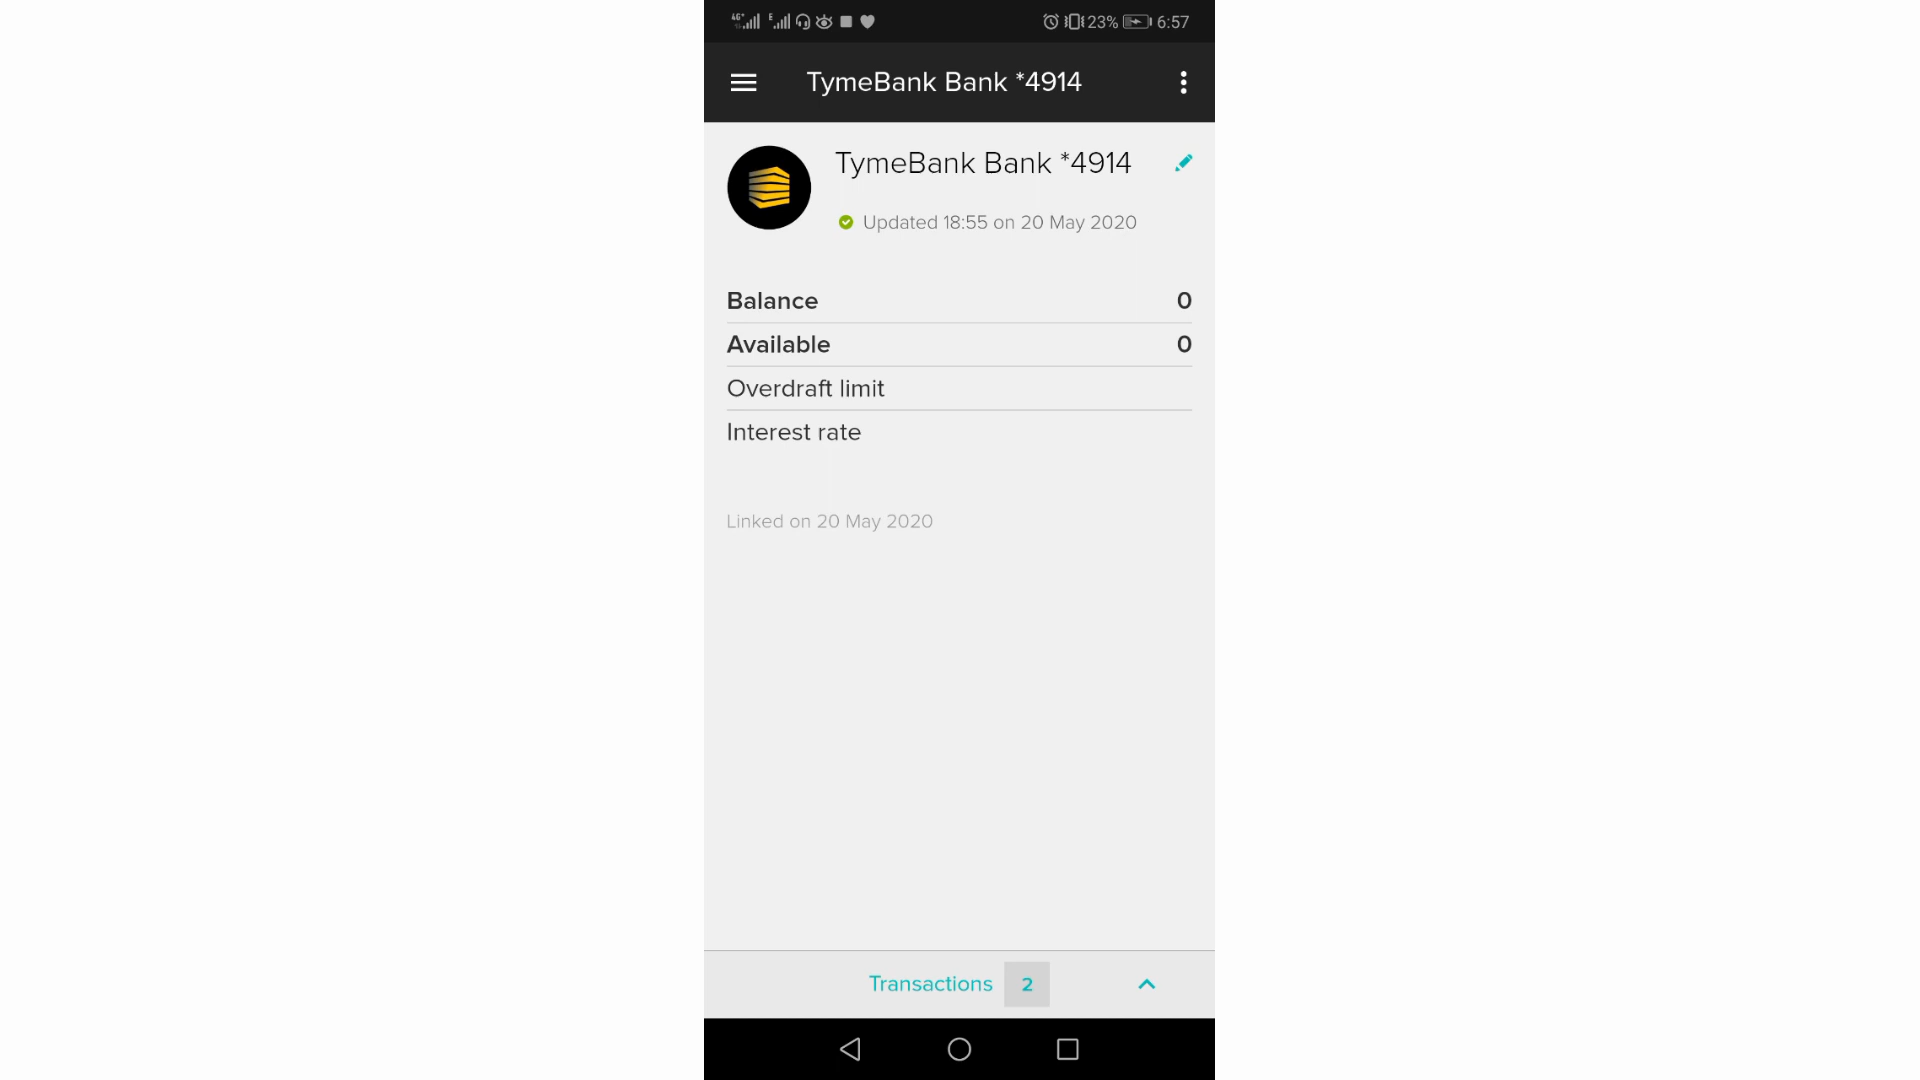 4G+ E 23% 6:57
TymeBank Bank *4914
TymeBank Bank *4914
Updated 18:55 on 20 May 2020
Balance 0
Available 0
Overdraft limit
Interest rate
Linked on 20 May 2020
Transactions 2